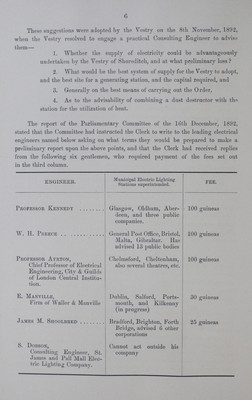 6
These suggestions were adopted by the Vestry on the 8th November, 1892,
when the Vestry resolved to engage a practical Consulting Engineer to advise
them—
1. Whether the supply of electricity could be advantageously
undertaken by the Vestry of Shoreditch, and at what preliminary loss?
2. What would be the best system of supply for the Vestry to adopt,
and the best site for a generating station, and the capital required, and
3. Generally on the best means of carrying out the Order,
4. As to the advisability of combining a dust destructor with the
station for the utilisation of heat.
The report of the Parliamentary Committee of the 16th December, 1892,
stated that the Committee had instructed the Clerk to write to the leading electrical
engineers named below asking on what terms they would be prepared to make a
preliminary report upon the above points, and that the Clerk had received replies
from the following six gentlemen, who required payment of the fees set out
in the third column.
ENGINEER.
Municipal Electric Lighting
Stations superintended.
FEE.
PROFESSOR KENNEDY ........
Glasgow, Oldham, Aber-
deen, and three public
companies.
100 guineas
W. H. PREECE ............
General Post Office, Bristol,
Malta, Gibraltar. Has
advised 13 public bodies
100 guineas
PROFESSOR AYRTON,
Chief Professor of Electrical
Engineering, City & Guilds
of London Central Institu-
tion.
Chelmsford, Cheltenham,
also several theatres, etc.
100 guineas
E. MANVILLE,
Firm of Waller & Manville
Dublin, Salford, Ports-
mouth, and Kilkenny
(in progress)
50 guineas
JAMES M. SHOOLBRED ........
Bradford, Brighton, Forth
Bridge, advised 6 other
corporations
25 guineas
S. DOBSON,
Consulting Engineer, St.
James and Pall Mall Elec-
tric Lighting Company.
Cannot act outside his
company